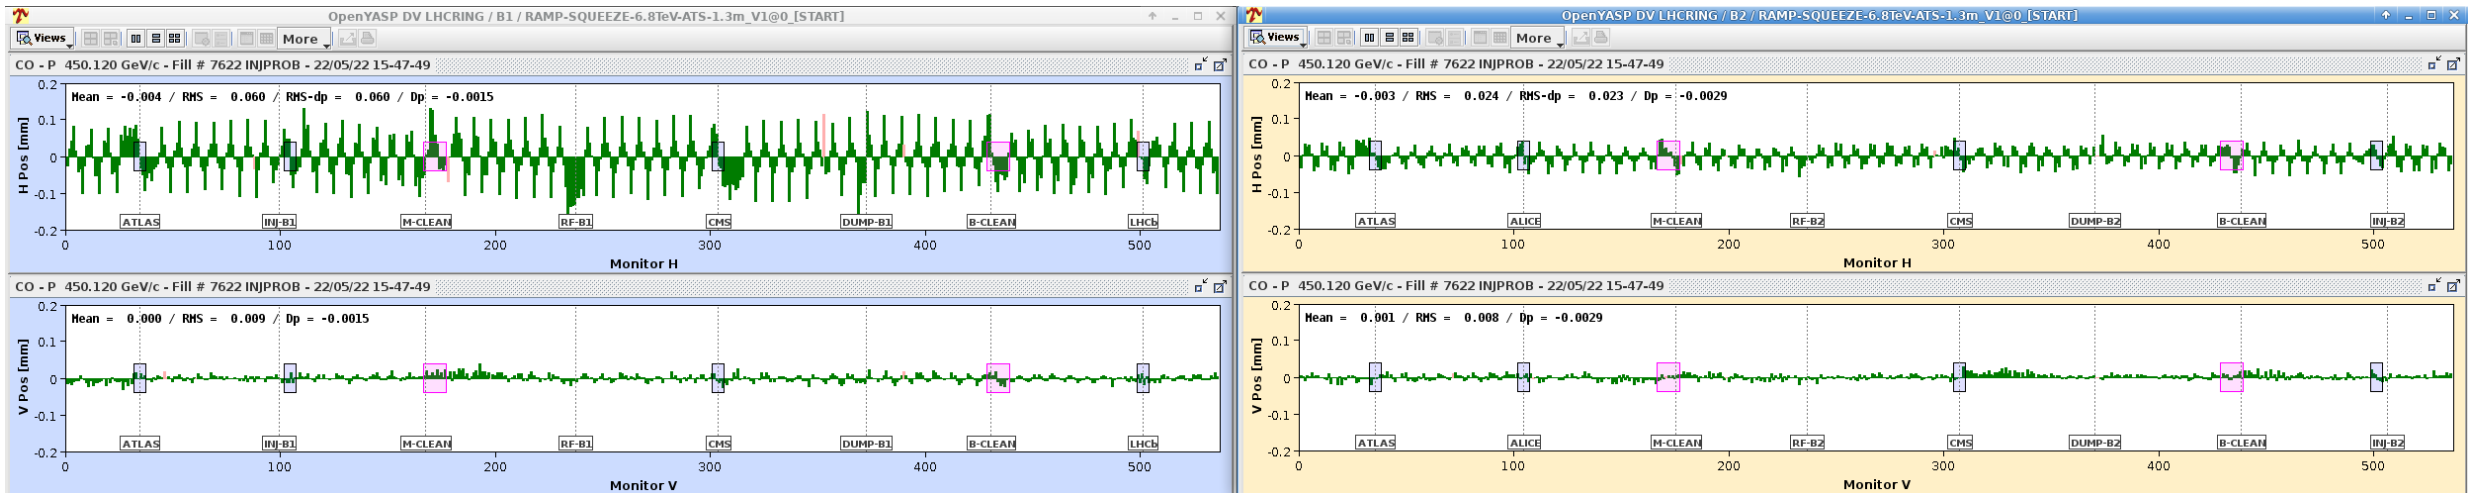 OpenYASP DV LHCRING / B1 / RAMP-SQUEEZE-6.8TeV-ATS-1.3m_V1@0_[START]
Views
More
CO - P 450.120 GeV/c - Fill # 7622 INJPROB - 22/05/22 15-47-49
Mean = -0.004 / RMS = 0.060 / RMS-dp = 0.060 / Dp = -0.0015
H Pos [mm]
0.2
0.1
0
-0.1
-0.2
ATLAS INJ-B1 M-CLEAN RF-B1 CMS DUMP-B1 B-CLEAN LHCb
0 100 200 300 400 500
Monitor H
CO - P 450.120 GeV/c - Fill # 7622 INJPROB - 22/05/22 15-47-49
Mean = 0.000 / RMS = 0.009 / Dp = -0.0015
V Pos [mm]
0.2
0.1
0
-0.1
-0.2
ATLAS INJ-B1 M-CLEAN RF-B1 CMS DUMP-B1 B-CLEAN LHCb
0 100 200 300 400 500
Monitor V
OpenYASP DV LHCRING / B2 / RAMP-SQUEEZE-6.8TeV-ATS-1.3m_V1@0_[START]
Views
More
CO - P 450.120 GeV/c - Fill # 7622 INJPROB - 22/05/22 15-47-49
Mean = -0.003 / RMS = 0.024 / RMS-dp = 0.023 / Dp = -0.0029
H Pos [mm]
0.2
0.1
0
-0.1
-0.2
ATLAS ALICE M-CLEAN RF-B2 CMS DUMP-B2 B-CLEAN INJ-B2
0 100 200 300 400 500
Monitor H
CO - P 450.120 GeV/c - Fill # 7622 INJPROB - 22/05/22 15-47-49
Mean = 0.001 / RMS = 0.008 / Dp = -0.0029
V Pos [mm]
0.2
0.1
0
-0.1
-0.2
ATLAS ALICE M-CLEAN RF-B2 CMS DUMP-B2 B-CLEAN INJ-B2
0 100 200 300 400 500
Monitor V